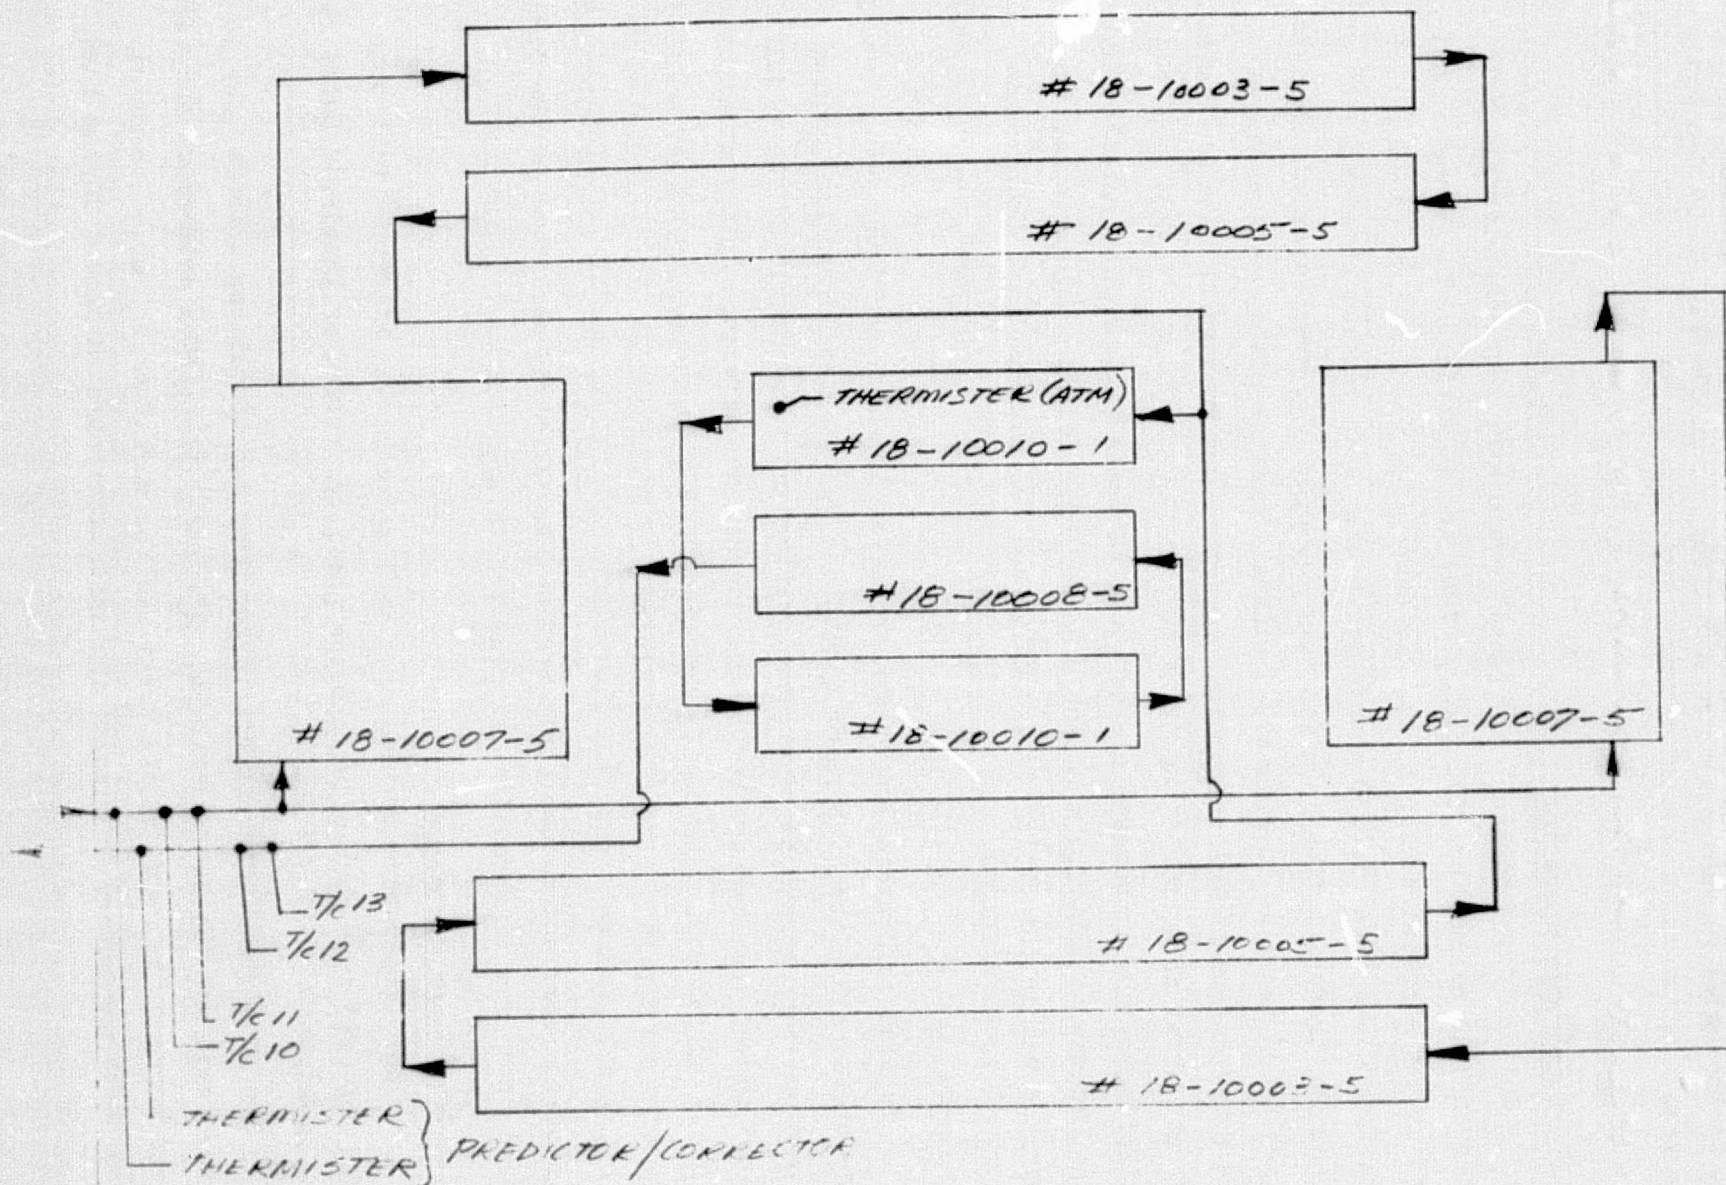 # 18-10003-5
# 18-10005-5
THERMISTER (ATM)
# 18-10010-1
# 18-10008-5
# 18-10010-1
# 18-10007-5
# 18-10007-5
T/C 13
T/C 12
T/C 11
T/C 10
# 18-10005-5
# 18-10003-5
THERMISTER
THERMISTER
PREDICTOR/CORRECTOR